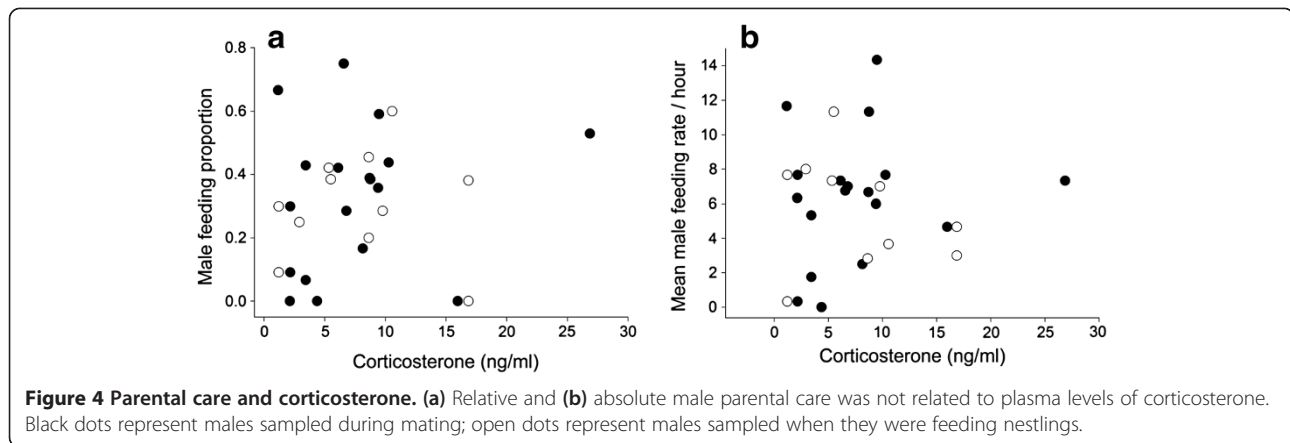 a
0.8
0.6
0.4
0.2
0.0
Male feeding proportion
0 5 10 15 20 25 30
Corticosterone (ng/ml)
b
14
12
10
8
6
4
2
0
Mean male feeding rate / hour
0 5 10 15 20 25 30
Corticosterone (ng/ml)
Figure 4 Parental care and corticosterone. (a) Relative and (b) absolute male parental care was not related to plasma levels of corticosterone.
Black dots represent males sampled during mating; open dots represent males sampled when they were feeding nestlings.